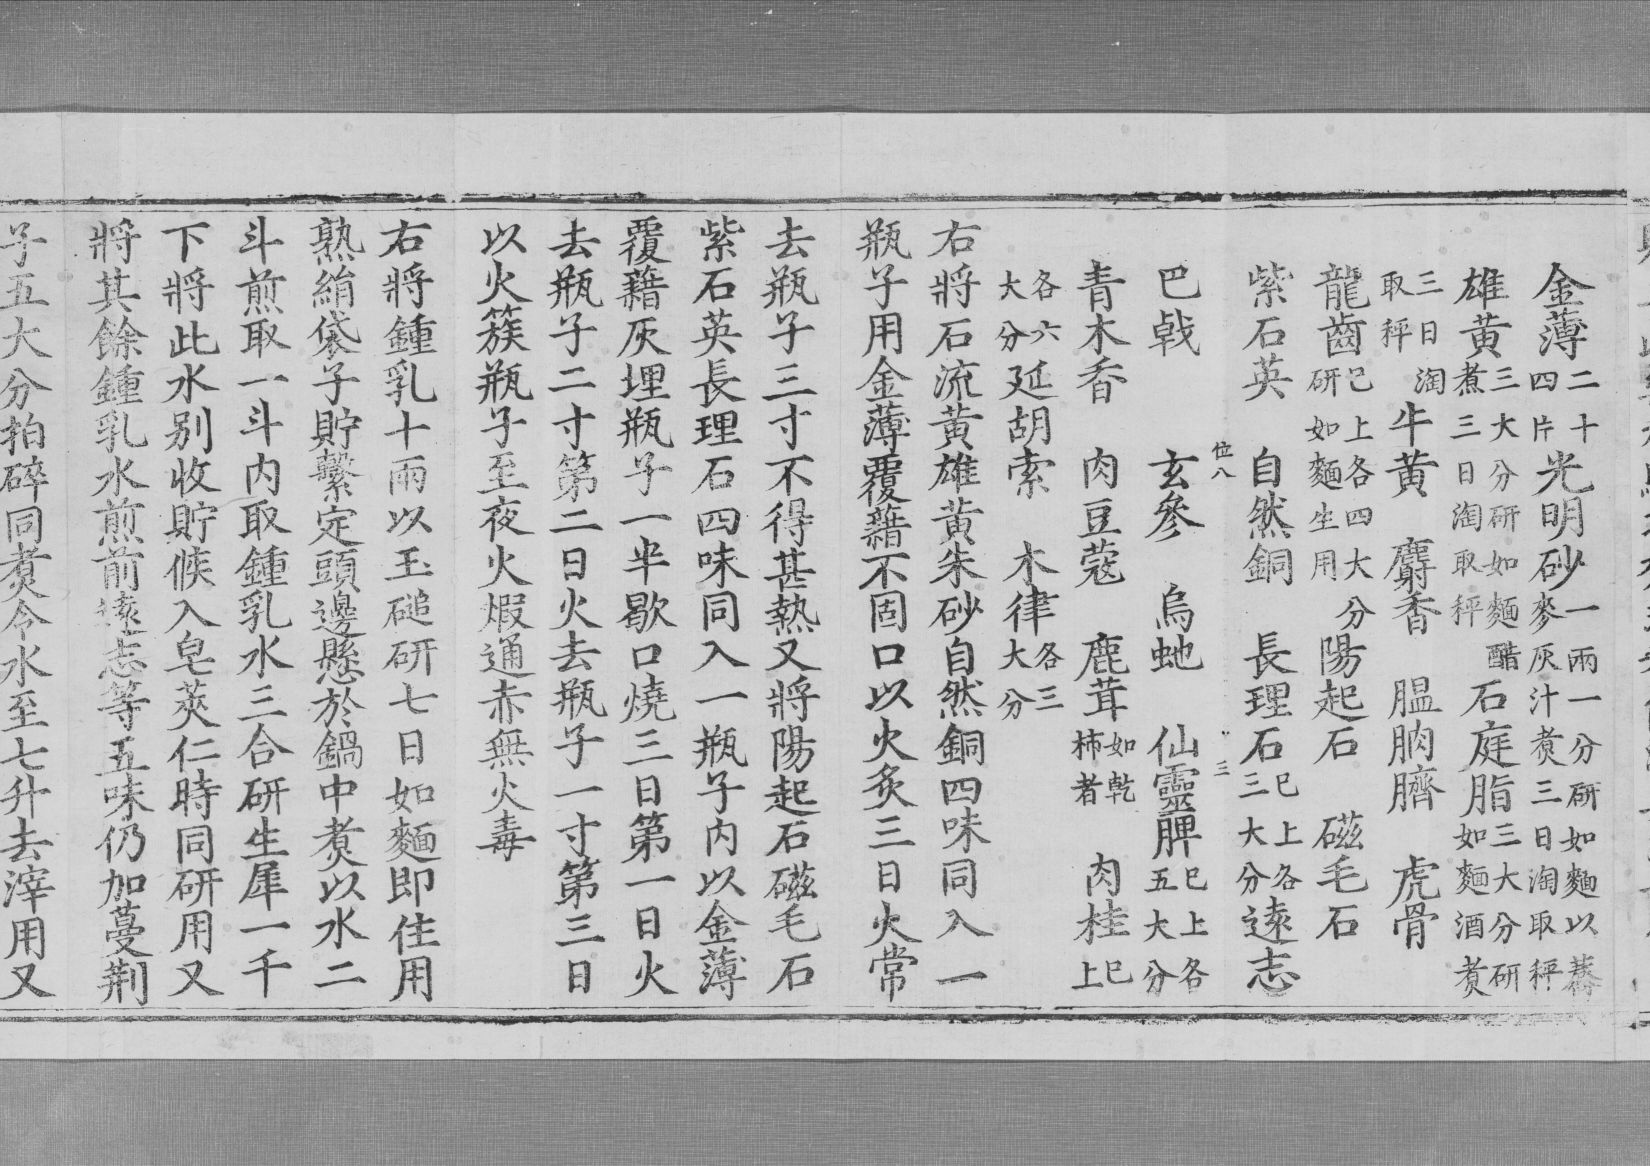 金薄二十四片光明砂一兩一分研如麵以蕎麥灰汁煑三日淘取秤
雄黃三大分研如麵醋煮三日淘取秤石庭脂三大分研如麵酒煑
三日淘取秤牛黃 麝香 膃肭臍 虎骨
龍齒已上各四大分研如麵生用陽起石 磁毛石
紫石英 自然銅 長理石已上各三大分遠志
位八 三
巴戟 玄參 烏虵 仙靈脾已上各五大分
青木香 肉豆蔻 鹿茸如乾柿者 肉桂已上
各六大分延胡索 木律各三大分
右將石流黃雄黃朱砂自然銅四味同入一
瓶子用金薄覆藉不固口以火炙三日火常
去瓶子三寸不得甚熱又將陽起石磁毛石
紫石英長理石四味同入一瓶子內以金薄
覆藉灰埋瓶子一半歇口燒三日第一日火
去瓶子二寸第二日火去瓶子一寸第三日
以火簇瓶子至夜火煆通赤無火毒
右將鍾乳十兩以玉磓研七日如麵即住用
熟絹袋子貯繫定頭邊懸於鍋中煑以水二
斗煎取一斗內取鍾乳水三合研生犀一千
下將此水別收貯候入皂莢仁時同研用又
將其餘鍾乳水煎前遠志等五味仍加蔓荆
子五大分拍碎同煑令水至七升去滓用又